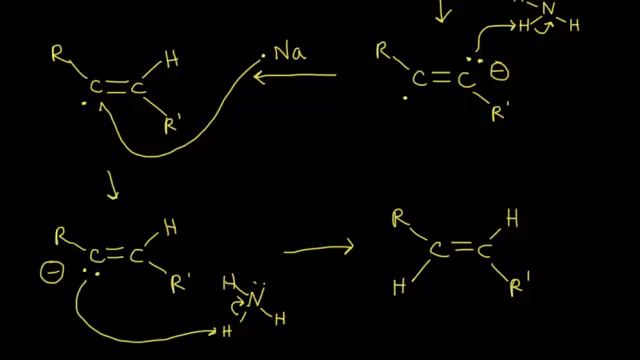 H N
H H
R H . Na R .. ⊖
. C = C . C = C
R' R'
R H R H
⊖ .. C = C C = C
R' H N .. H R'
H H